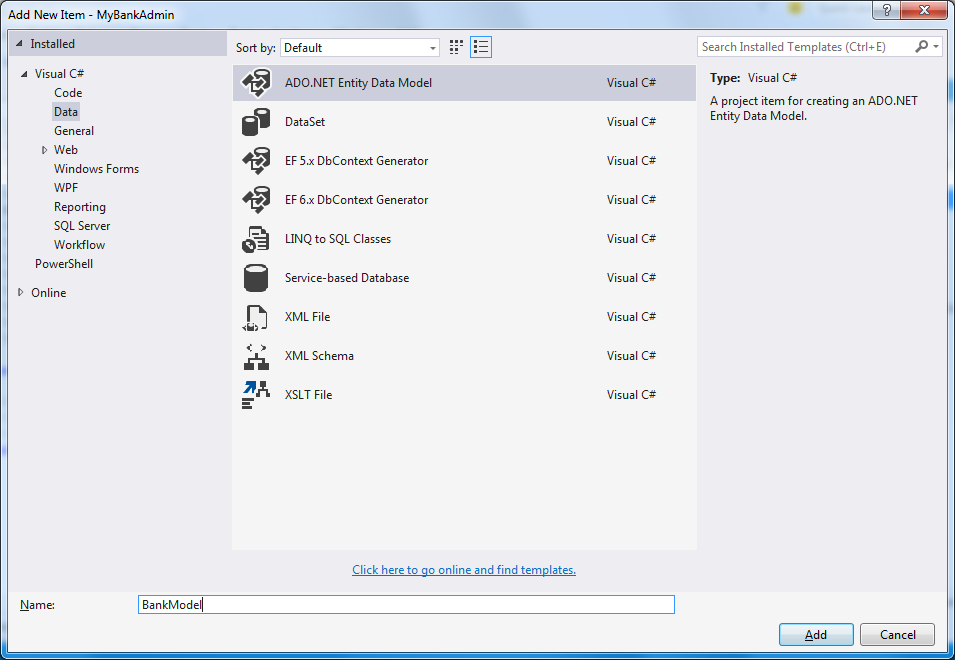 Add New Item - MyBankAdmin
?
Installed
Sort by: Default
Search Installed Templates (Ctrl+E)
Visual C#
Code
Data
General
Web
Windows Forms
WPF
Reporting
SQL Server
Workflow
PowerShell
Online
ADO.NET Entity Data Model Visual C#
DataSet Visual C#
EF 5.x DbContext Generator Visual C#
EF 6.x DbContext Generator Visual C#
LINQ to SQL Classes Visual C#
Service-based Database Visual C#
XML File Visual C#
XML Schema Visual C#
XSLT File Visual C#
Type: Visual C#
A project item for creating an ADO.NET
Entity Data Model.
Click here to go online and find templates.
Name: BankModel
Add Cancel